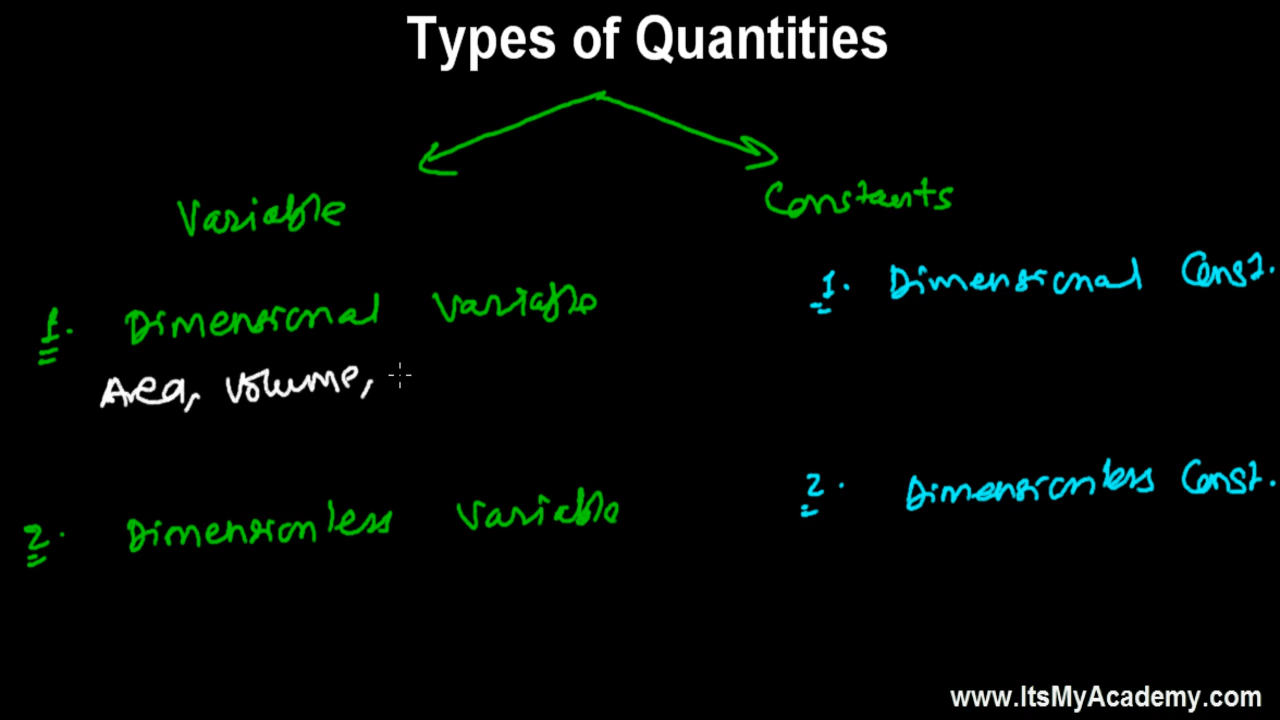 Types of Quantities
Variable
Constants
1. Dimensional Variable
Area, Volume,
2. Dimensionless Variable
1. Dimensional Const.
2. Dimensionless Const.
www.ItsMyAcademy.com